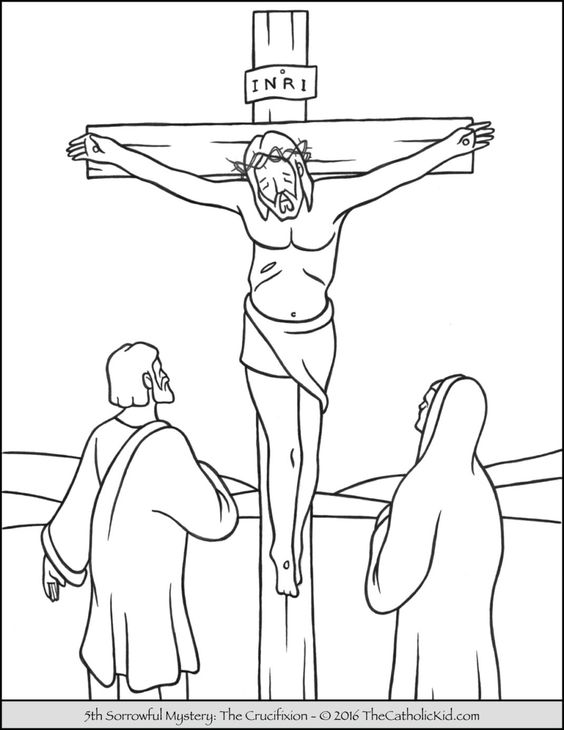 INRI
5th Sorrowful Mystery: The Crucifixion - © 2016 TheCatholicKid.com